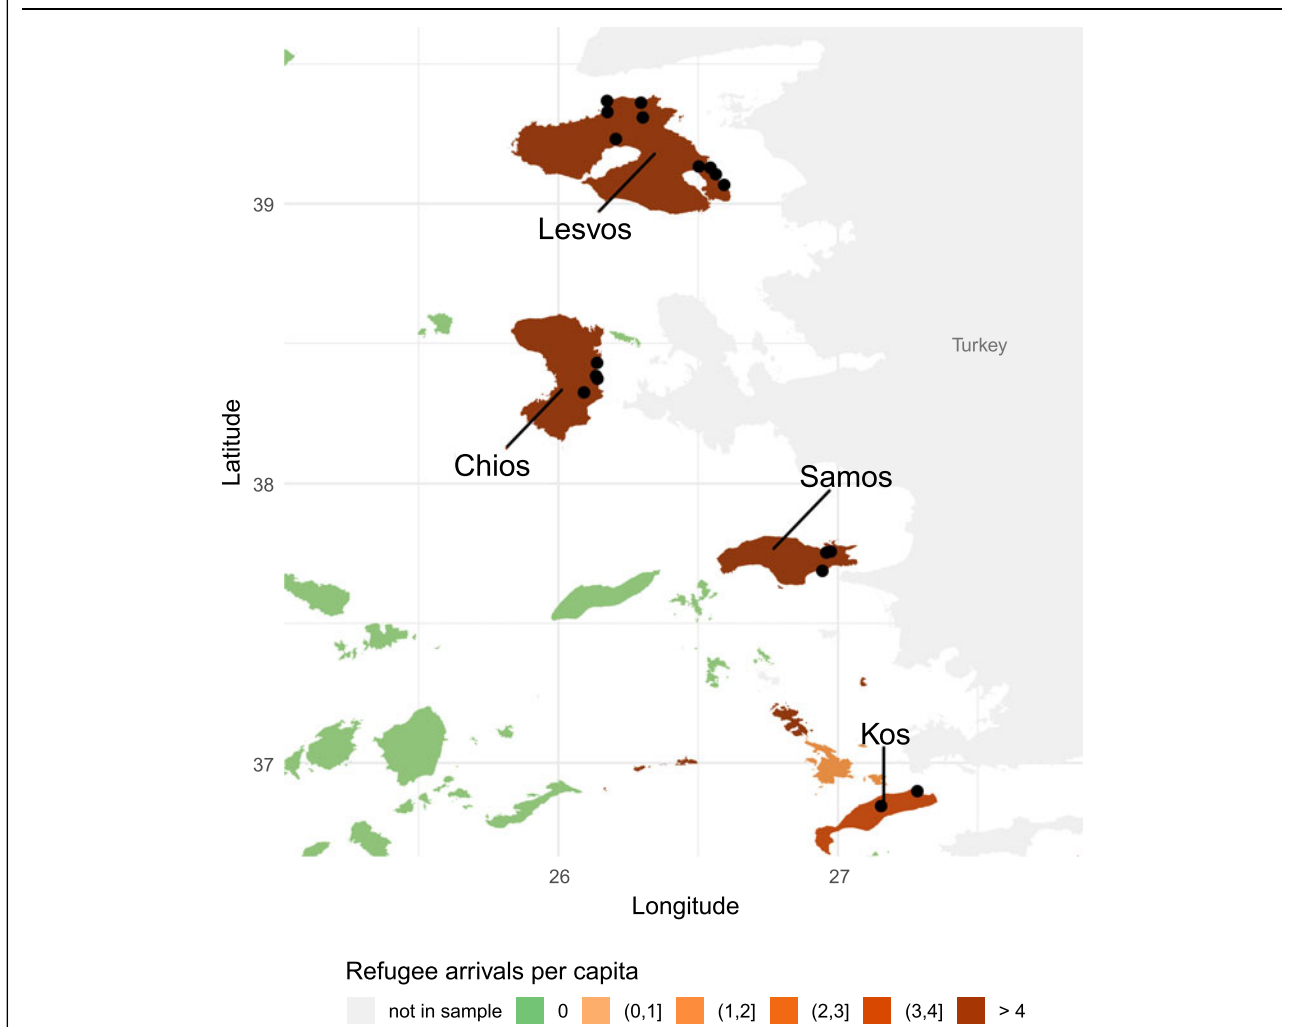 Lesvos
39
Turkey
Latitude
Chios
Samos
38
Kos
37
26
27
Longitude
Refugee arrivals per capita
not in sample 0 (0,1] (1,2] (2,3] (3,4] > 4